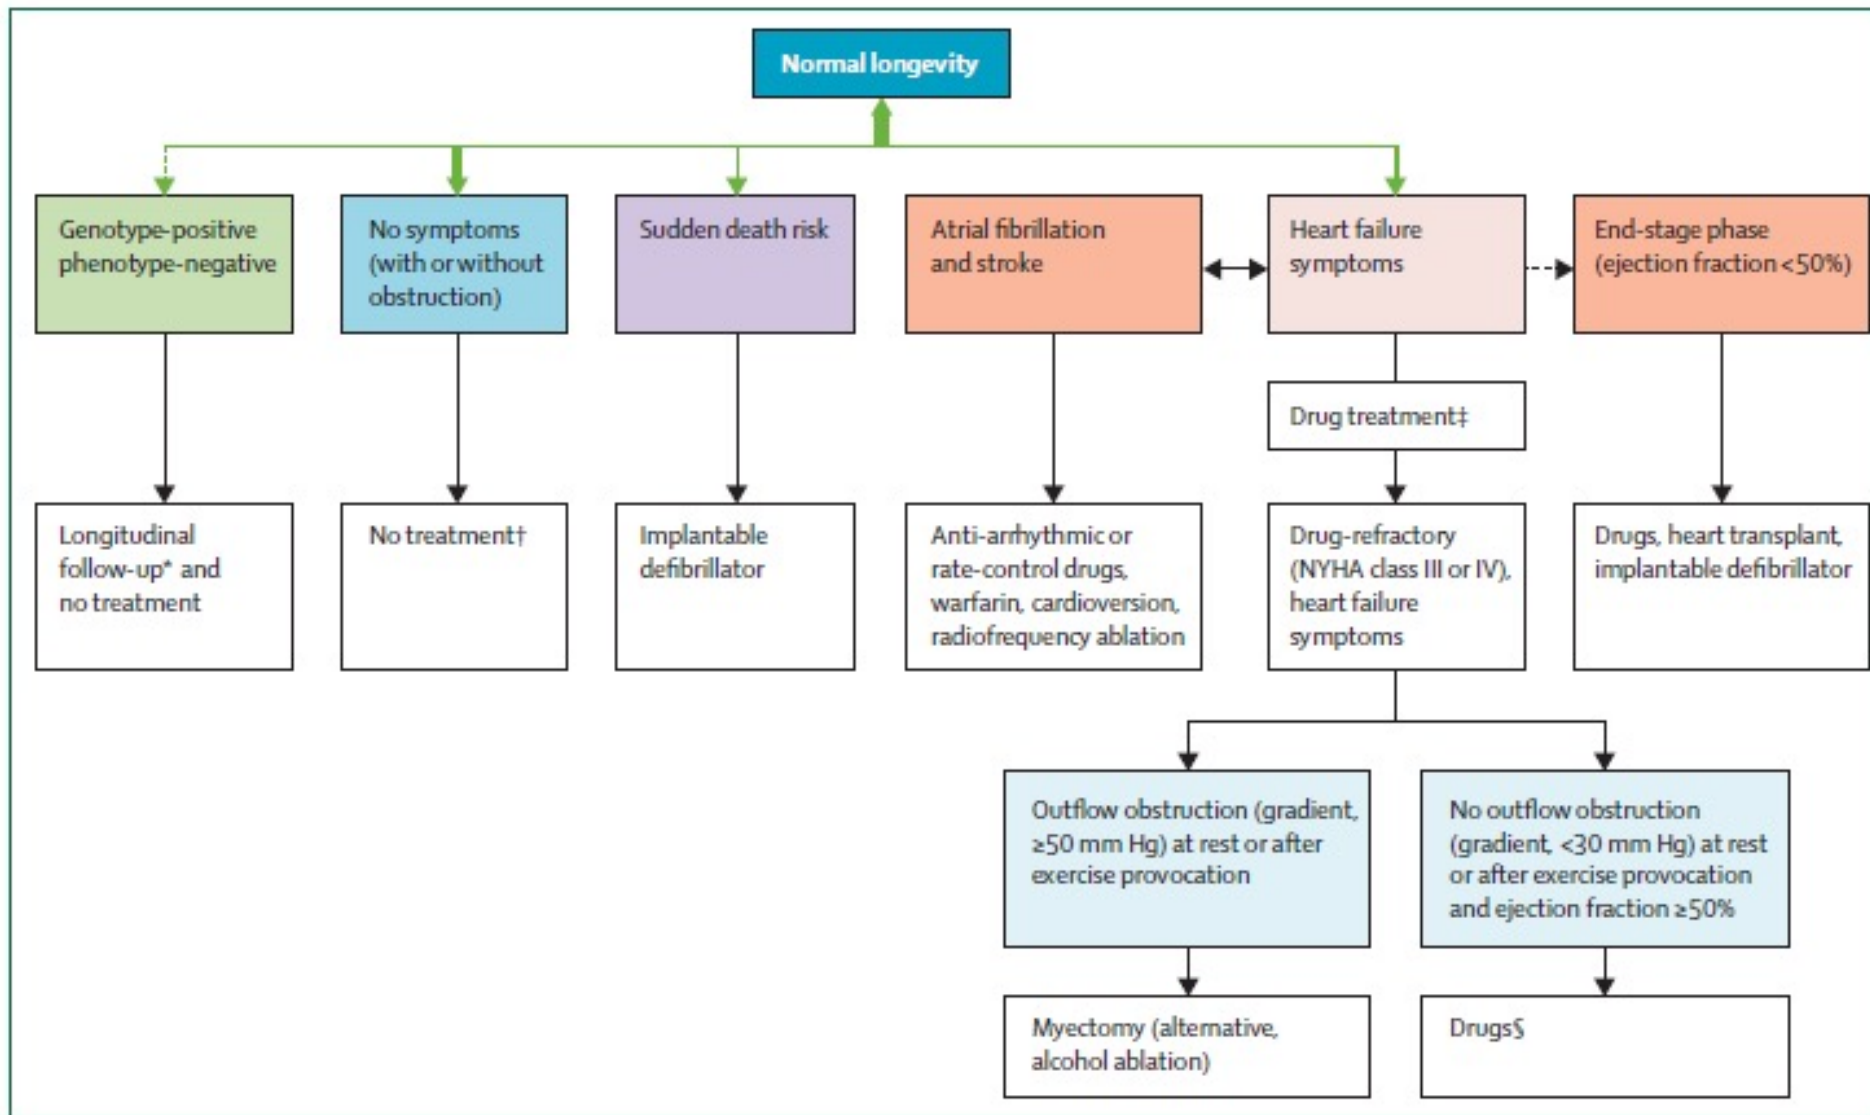 Normal longevity
Genotype-positive
phenotype-negative
No symptoms
(with or without
obstruction)
Sudden death risk
Atrial fibrillation
and stroke
Heart failure
symptoms
End-stage phase
(ejection fraction <50%)
Drug treatment‡
Longitudinal
follow-up* and
no treatment
No treatment†
Implantable
defibrillator
Anti-arrhythmic or
rate-control drugs,
warfarin, cardioversion,
radiofrequency ablation
Drug-refractory
(NYHA class III or IV),
heart failure
symptoms
Drugs, heart transplant,
implantable defibrillator
Outflow obstruction (gradient,
≥50 mm Hg) at rest or after
exercise provocation
No outflow obstruction
(gradient, <30 mm Hg) at rest
or after exercise provocation
and ejection fraction ≥50%
Myectomy (alternative,
alcohol ablation)
Drugs§